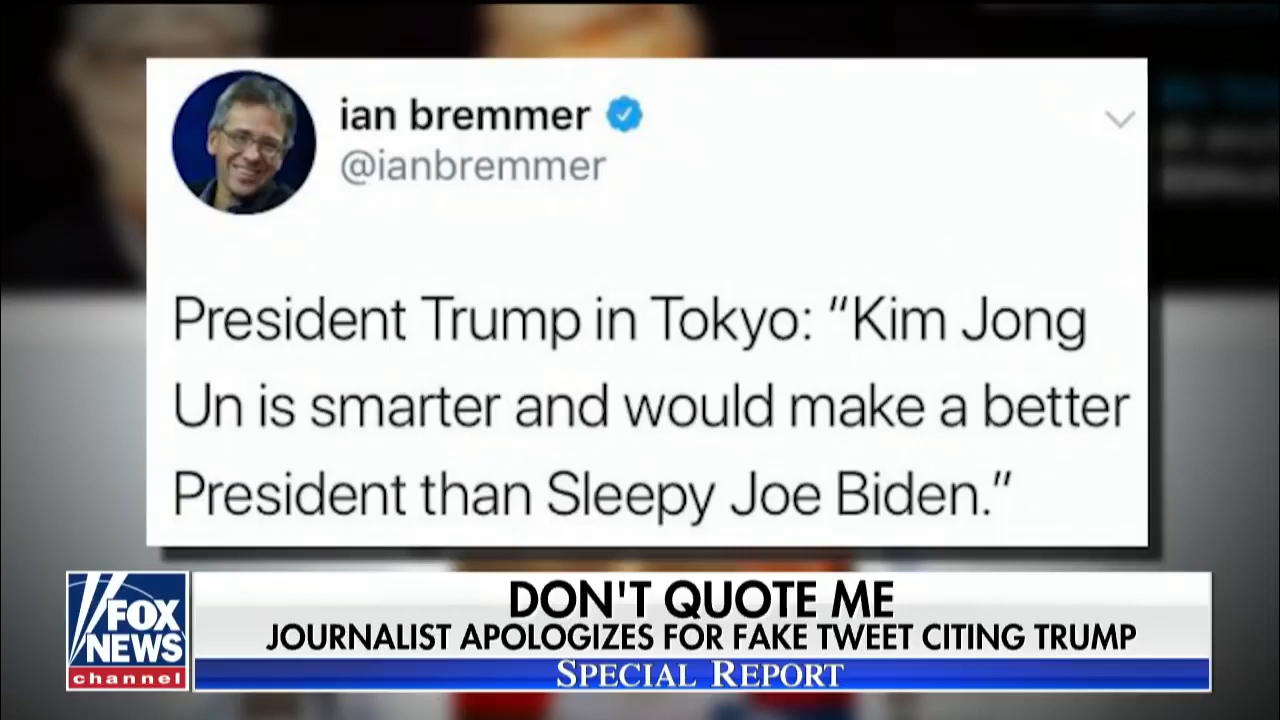 ian bremmer
@ianbremmer
President Trump in Tokyo: “Kim Jong
Un is smarter and would make a better
President than Sleepy Joe Biden.”
DON'T QUOTE ME
JOURNALIST APOLOGIZES FOR FAKE TWEET CITING TRUMP
SPECIAL REPORT
FOX
NEWS
channel